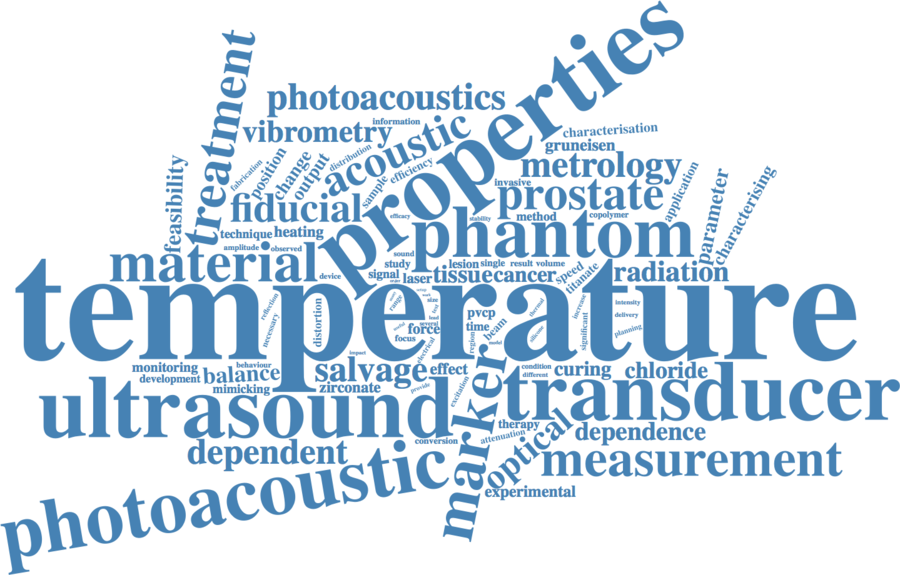 properties
treatment
photoacoustics
information
vibrometry
acoustic
characterisation
gruneisen
distribution
fabrication
position
change
output
sample
efficiency
metrology
invasive
prostate
application
parameter
characterising
feasibility
fiducial
efficacy
stability
method
copolymer
technique
heating
phantom
amplitude
observed
sound
material
device
study
signal
laser
lesion
single
result
volume
tissue
cancer
speed
titanate
radiation
temperature
reflection
necessary
distortion
range
size
force
focus
several
electrical
pvcp
time
beam
region
thermal
silicone
increase
significant
intensity
delivery
planning
monitoring
development
behaviour
balance
mimicking
impact
salvage
zirconate
effect
provide
excitation
marker
condition
different
curing
chloride
ultrasound
transducer
therapy
attenuation
conversion
dependent
dependence
optical
measurement
experimental
photoacoustic